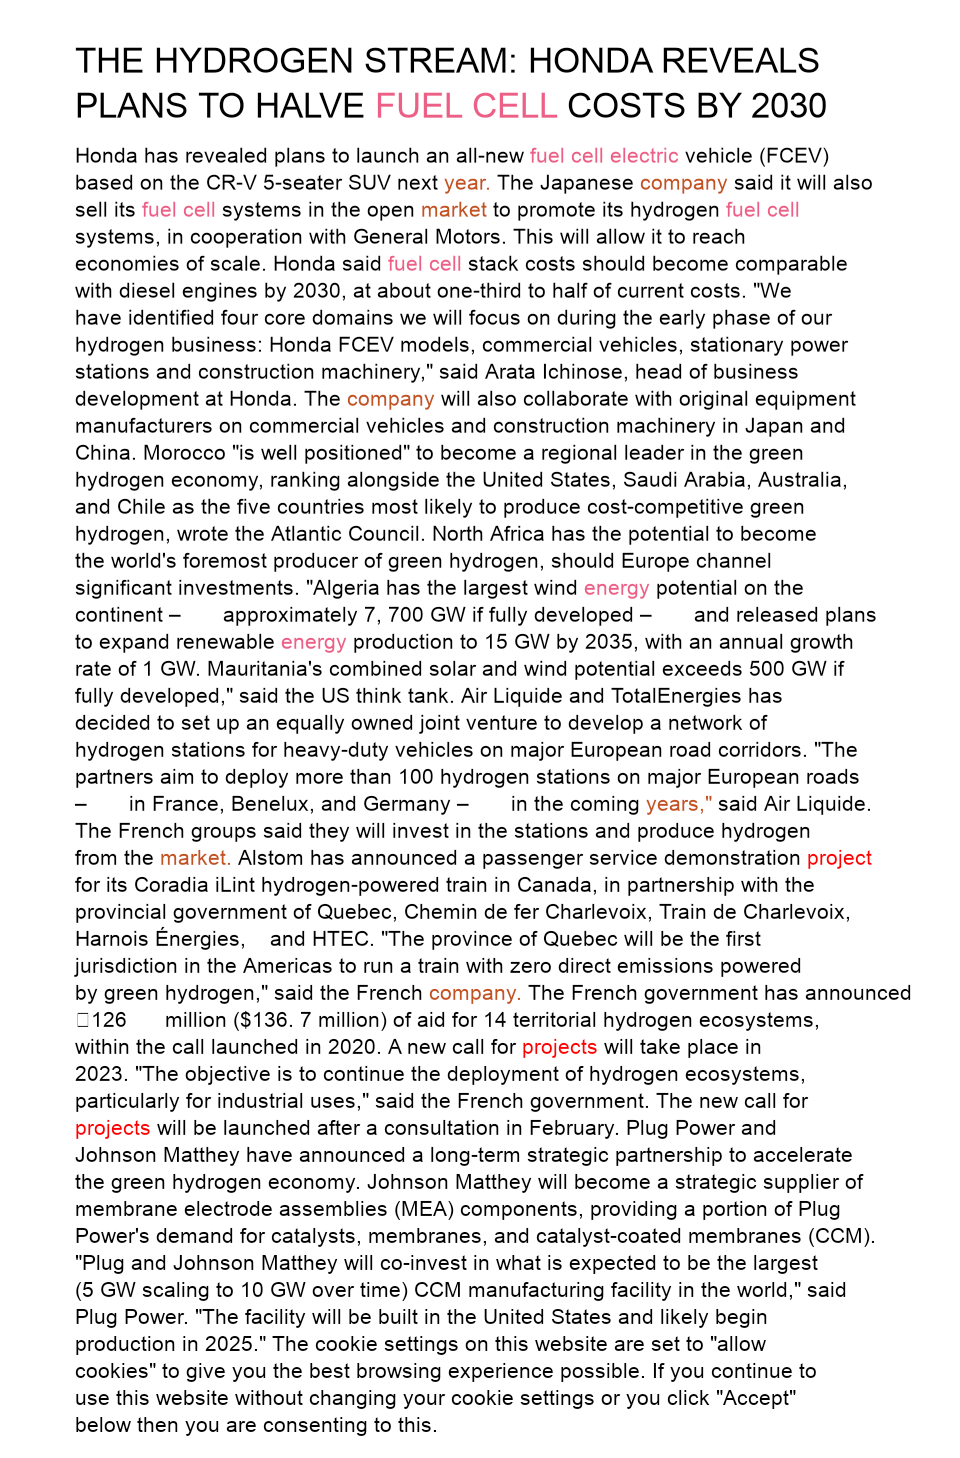 THE HYDROGEN STREAM: HONDA REVEALS
PLANS TO HALVE FUEL CELL COSTS BY 2030
Honda has revealed plans to launch an all-new fuel cell electric vehicle (FCEV)
based on the CR-V 5-seater SUV next year. The Japanese company said it will also
sell its fuel cell systems in the open market to promote its hydrogen fuel cell
systems, in cooperation with General Motors. This will allow it to reach
economies of scale. Honda said fuel cell stack costs should become comparable
with diesel engines by 2030, at about one-third to half of current costs. "We
have identified four core domains we will focus on during the early phase of our
hydrogen business: Honda FCEV models, commercial vehicles, stationary power
stations and construction machinery," said Arata Ichinose, head of business
development at Honda. The company will also collaborate with original equipment
manufacturers on commercial vehicles and construction machinery in Japan and
China. Morocco "is well positioned" to become a regional leader in the green
hydrogen economy, ranking alongside the United States, Saudi Arabia, Australia,
and Chile as the five countries most likely to produce cost-competitive green
hydrogen, wrote the Atlantic Council. North Africa has the potential to become
the world's foremost producer of green hydrogen, should Europe channel
significant investments. "Algeria has the largest wind energy potential on the
continent – approximately 7, 700 GW if fully developed – and released plans
to expand renewable energy production to 15 GW by 2035, with an annual growth
rate of 1 GW. Mauritania's combined solar and wind potential exceeds 500 GW if
fully developed," said the US think tank. Air Liquide and TotalEnergies has
decided to set up an equally owned joint venture to develop a network of
hydrogen stations for heavy-duty vehicles on major European road corridors. "The
partners aim to deploy more than 100 hydrogen stations on major European roads
– in France, Benelux, and Germany – in the coming years," said Air Liquide.
The French groups said they will invest in the stations and produce hydrogen
from the market. Alstom has announced a passenger service demonstration project
for its Coradia iLint hydrogen-powered train in Canada, in partnership with the
provincial government of Quebec, Chemin de fer Charlevoix, Train de Charlevoix,
Harnois Énergies, and HTEC. "The province of Quebec will be the first
jurisdiction in the Americas to run a train with zero direct emissions powered
by green hydrogen," said the French company. The French government has announced
126 million ($136. 7 million) of aid for 14 territorial hydrogen ecosystems,
within the call launched in 2020. A new call for projects will take place in
2023. "The objective is to continue the deployment of hydrogen ecosystems,
particularly for industrial uses," said the French government. The new call for
projects will be launched after a consultation in February. Plug Power and
Johnson Matthey have announced a long-term strategic partnership to accelerate
the green hydrogen economy. Johnson Matthey will become a strategic supplier of
membrane electrode assemblies (MEA) components, providing a portion of Plug
Power's demand for catalysts, membranes, and catalyst-coated membranes (CCM).
"Plug and Johnson Matthey will co-invest in what is expected to be the largest
(5 GW scaling to 10 GW over time) CCM manufacturing facility in the world," said
Plug Power. "The facility will be built in the United States and likely begin
production in 2025." The cookie settings on this website are set to "allow
cookies" to give you the best browsing experience possible. If you continue to
use this website without changing your cookie settings or you click "Accept"
below then you are consenting to this.